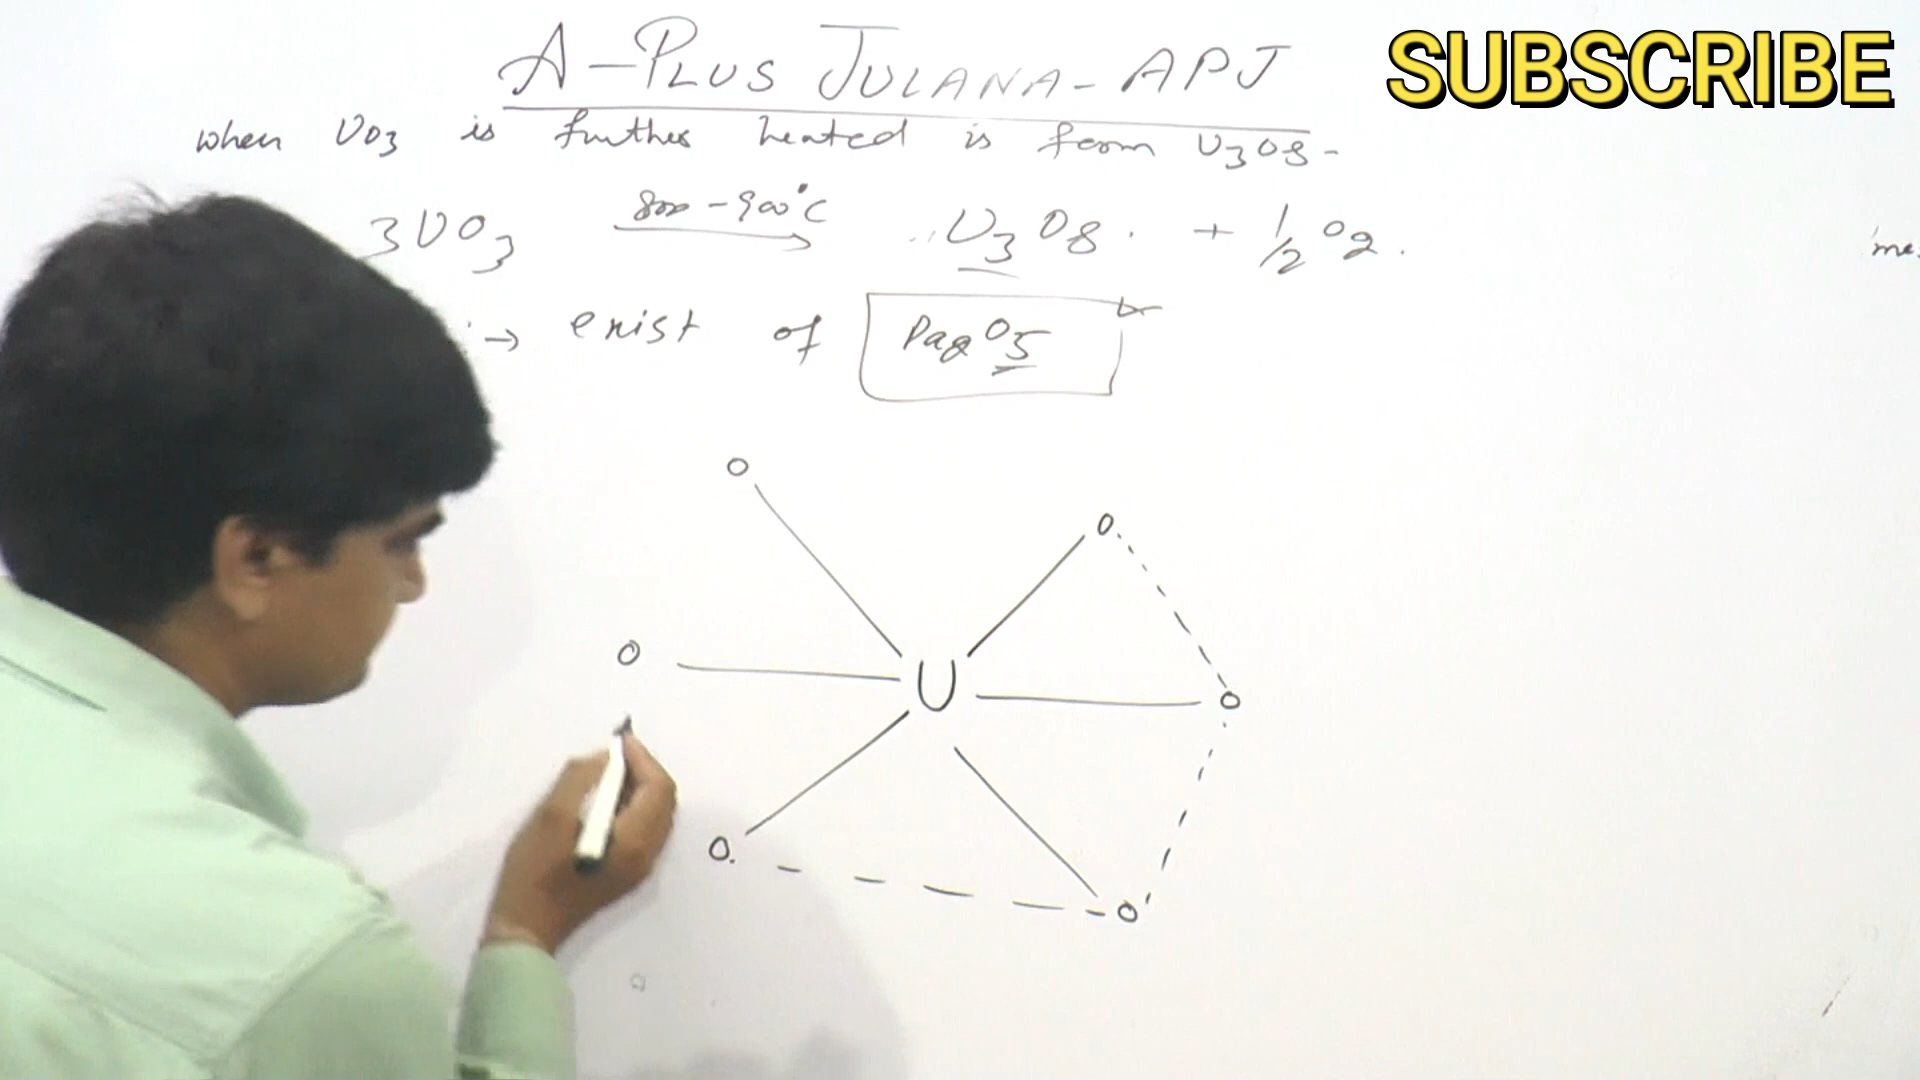 SUBSCRIBE
A-PLUS JULANA-APJ
when UO3 is further heated is form U3O8-
3UO3 800-900°C U3O8. + 1/2 O2.
→ exist of Pa2O5
O
O.
O
U
O
O.
O